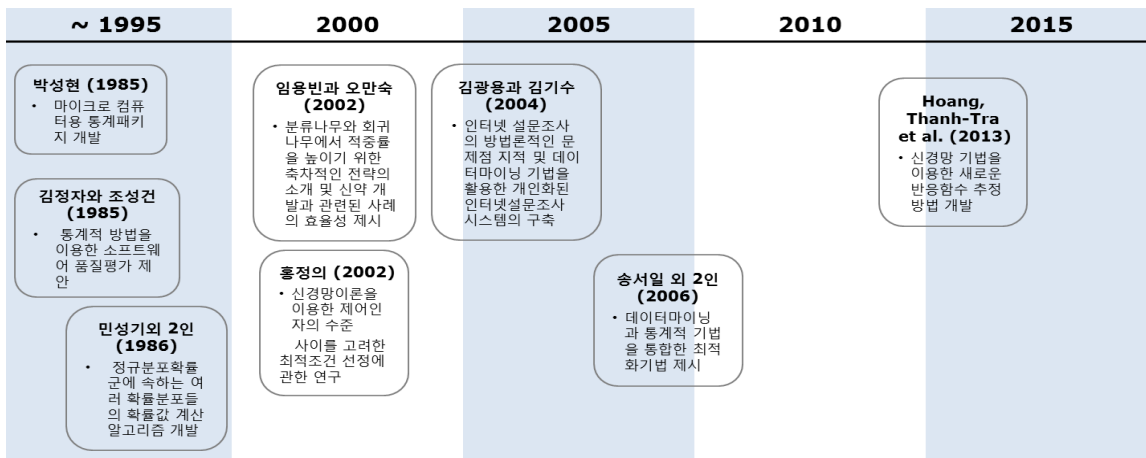 ~ 1995
2000
2005
2010
2015
박성현 (1985)
• 마이크로 컴퓨
터용 통계패키
지 개발
김정자와 조성건
(1985)
• 통계적 방법을
이용한 소프트웨
어 품질평가 제
안
민성기외 2인
(1986)
• 정규분포확률
군에 속하는 여
러 확률분포들
의 확률값 계산
알고리즘 개발
임용빈과 오만숙
(2002)
• 분류나무와 회귀
나무에서 적중률
을 높이기 위한
축차적인 전략의
소개 및 신약 개
발과 관련된 사례
의 효율성 제시
홍정의 (2002)
• 신경망이론을
이용한 제어인
자의 수준
사이를 고려한
최적조건 선정에
관한 연구
김광용과 김기수
(2004)
• 인터넷 설문조사
의 방법론적인 문
제점 지적 및 데이
터마이닝 기법을
활용한 개인화된
인터넷설문조사
시스템의 구축
송서일 외 2인
(2006)
• 데이터마이닝
과 통계적 기법
을 통합한 최적
화기법 제시
Hoang,
Thanh-Tra
et al. (2013)
• 신경망 기법을
이용한 새로운
반응함수 추정
방법 개발